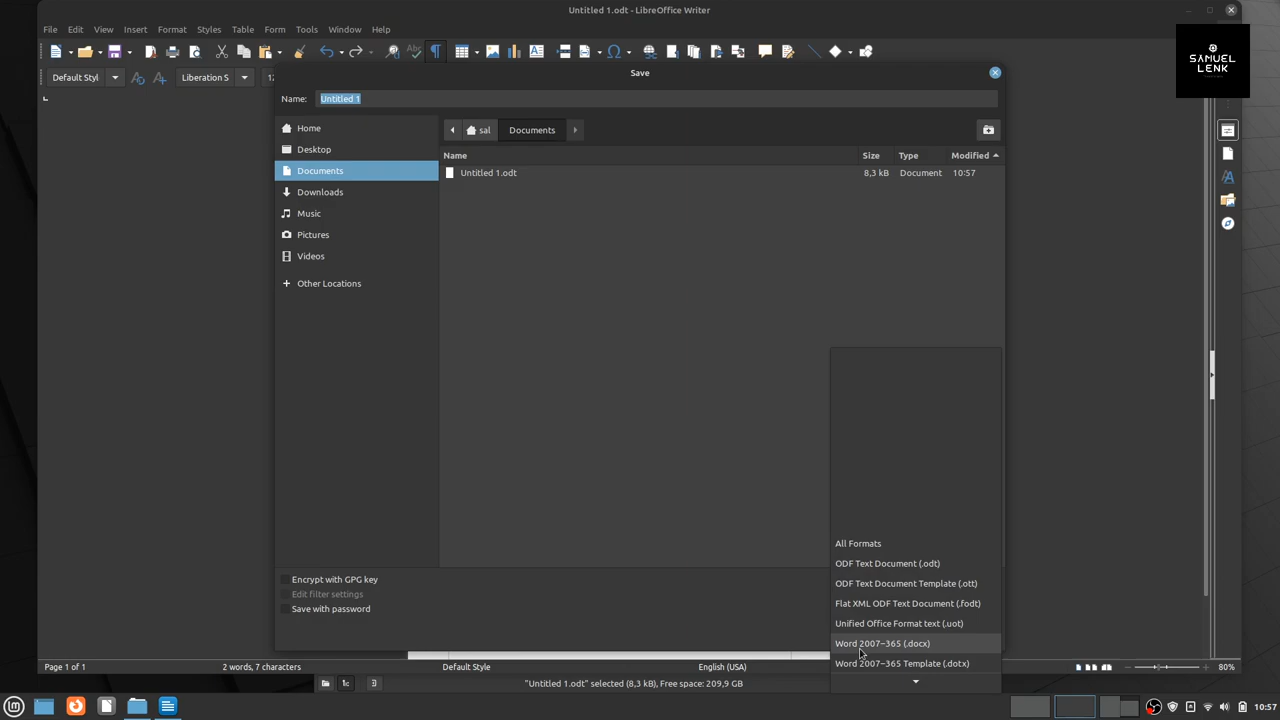 Untitled 1.odt - LibreOffice Writer
File Edit View Insert Format Styles Table Form Tools Window Help
SAMUEL
LENK
Default Styl Liberation S 12
Save
Name: Untitled 1
sal Documents
Home
Desktop
Documents
Downloads
Music
Pictures
Videos
Other Locations
Name Size Type Modified
Untitled 1.odt 8,3 kB Document 10:57
All Formats
ODF Text Document (.odt)
ODF Text Document Template (.ott)
Flat XML ODF Text Document (.fodt)
Unified Office Format text (.uot)
Word 2007–365 (.docx)
Word 2007–365 Template (.dotx)
Encrypt with GPG key
Edit filter settings
Save with password
Page 1 of 1 2 words, 7 characters Default Style English (USA) 80%
"Untitled 1.odt" selected (8,3 kB), Free space: 209,9 GB
10:57